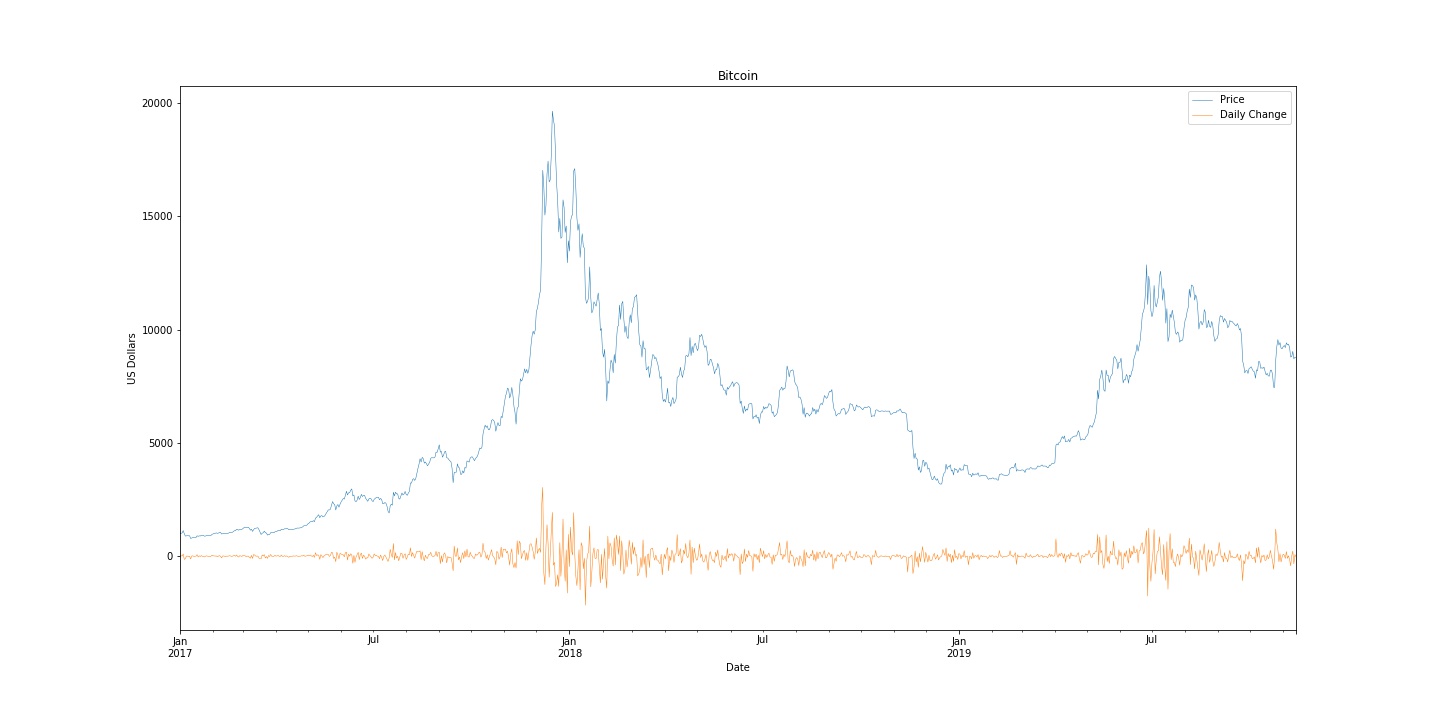 Bitcoin
Price
Daily Change
US Dollars
20000
15000
10000
5000
0
Jan
2017
Jul
Jan
2018
Jul
Jan
2019
Jul
Date